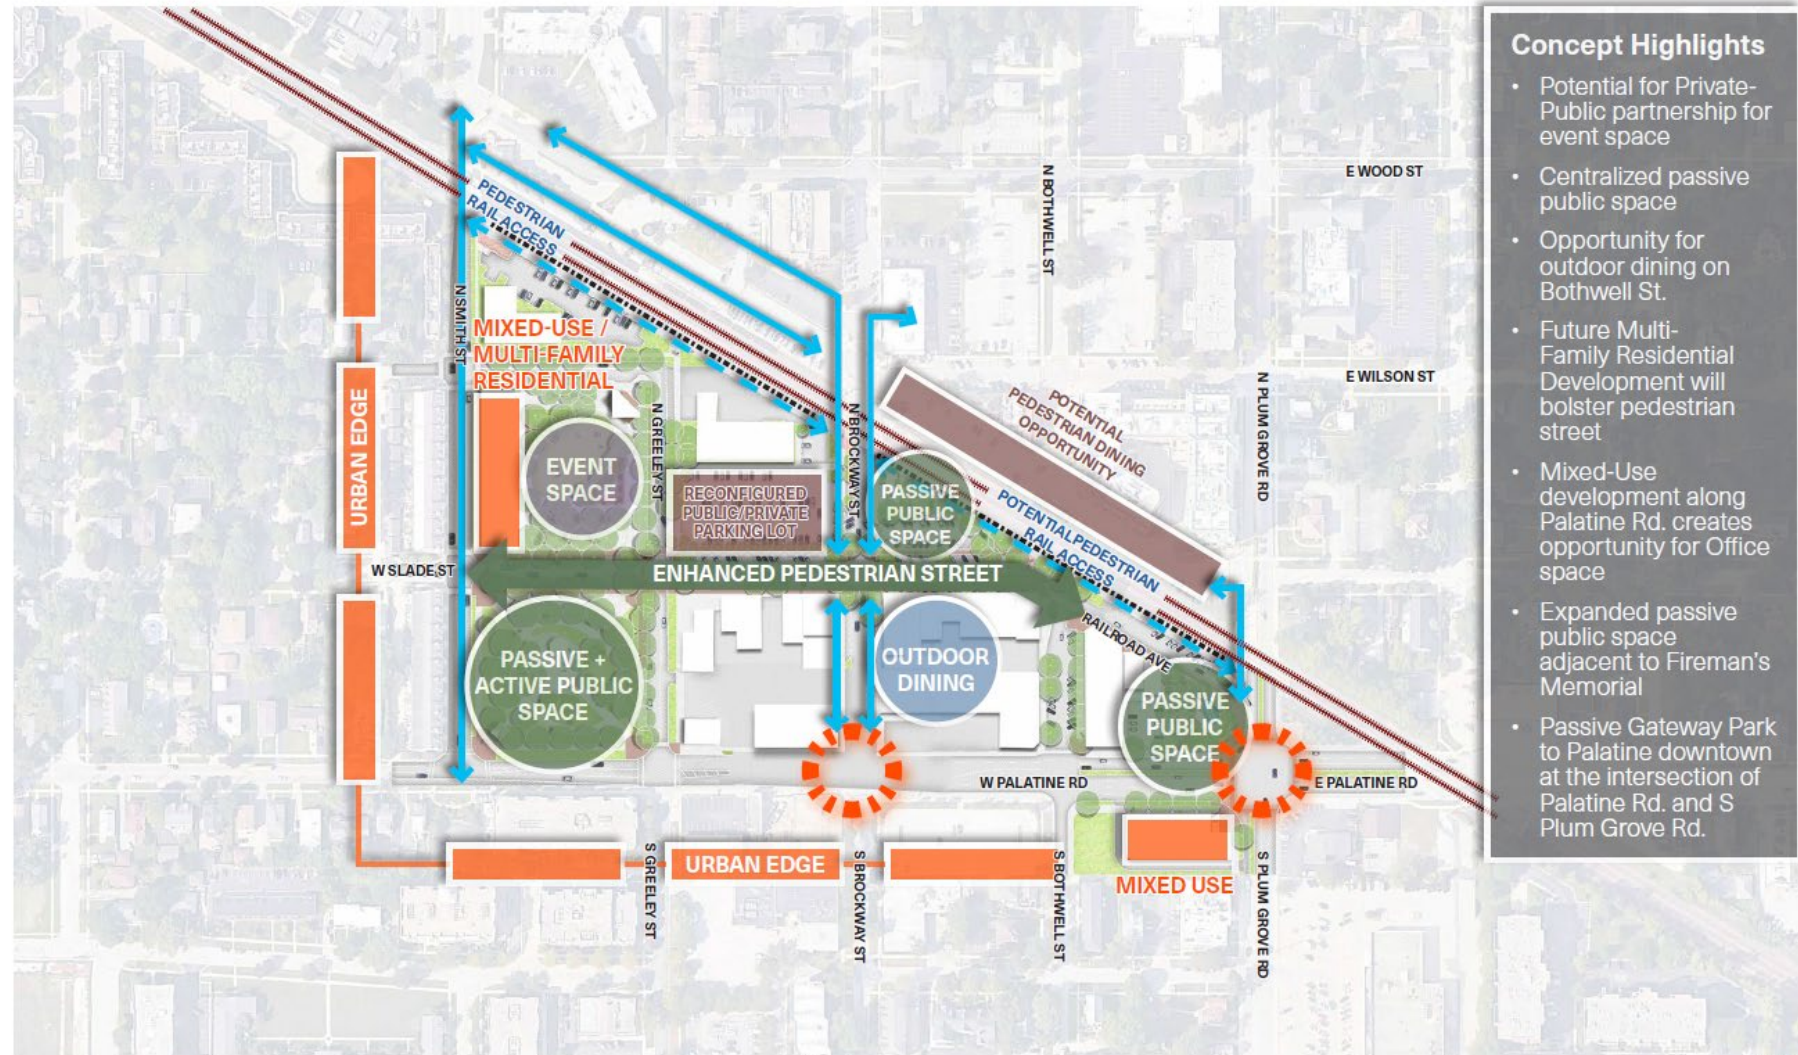 Concept Highlights
• Potential for Private-
Public partnership for
event space
• Centralized passive
public space
• Opportunity for
outdoor dining on
Bothwell St.
• Future Multi-
Family Residential
Development will
bolster pedestrian
street
• Mixed-Use
development along
Palatine Rd. creates
opportunity for Office
space
• Expanded passive
public space
adjacent to Fireman's
Memorial
• Passive Gateway Park
to Palatine downtown
at the intersection of
Palatine Rd. and S
Plum Grove Rd.
E WOOD ST
N BOTHWELL ST
PEDESTRIAN
RAIL ACCESS
N SMITH ST
MIXED-USE /
MULTI-FAMILY
RESIDENTIAL
URBAN EDGE
N GREELEY ST
N BROCKWAY ST
POTENTIAL
PEDESTRIAN DINING
OPPORTUNITY
E WILSON ST
N PLUM GROVE RD
EVENT
SPACE
RECONFIGURED
PUBLIC/PRIVATE
PARKING LOT
PASSIVE
PUBLIC
SPACE
POTENTIAL PEDESTRIAN
RAIL ACCESS
W SLADE ST
ENHANCED PEDESTRIAN STREET
RAILROAD AVE
PASSIVE +
ACTIVE PUBLIC
SPACE
OUTDOOR
DINING
PASSIVE
PUBLIC
SPACE
W PALATINE RD
E PALATINE RD
S GREELEY ST
URBAN EDGE
S BROCKWAY ST
S BOTHWELL ST
MIXED USE
S PLUM GROVE RD